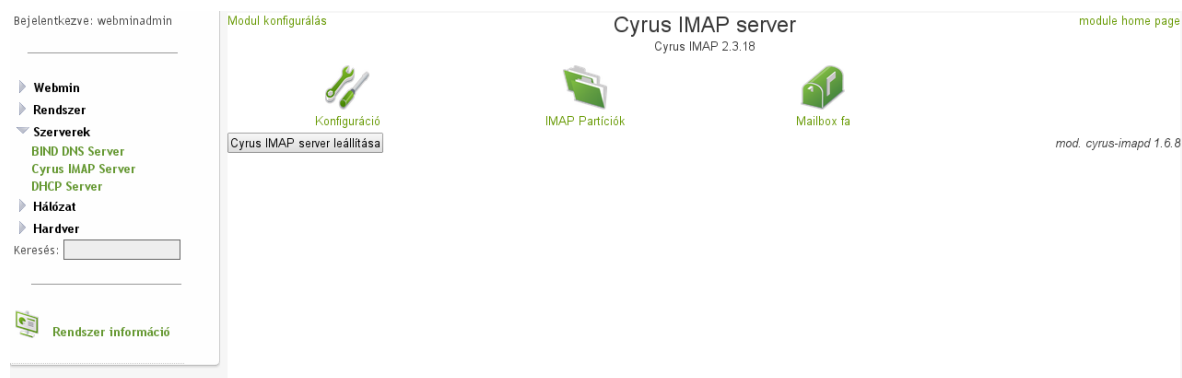 Bejelentkezve: webminadmin
Webmin
Rendszer
Szerverek
BIND DNS Server
Cyrus IMAP Server
DHCP Server
Hálózat
Hardver
Keresés:
Rendszer információ
Modul konfigurálás
Cyrus IMAP server
module home page
Cyrus IMAP 2.3.18
Konfiguráció
IMAP Partíciók
Mailbox fa
Cyrus IMAP server leállítása
mod. cyrus-imapd 1.6.8